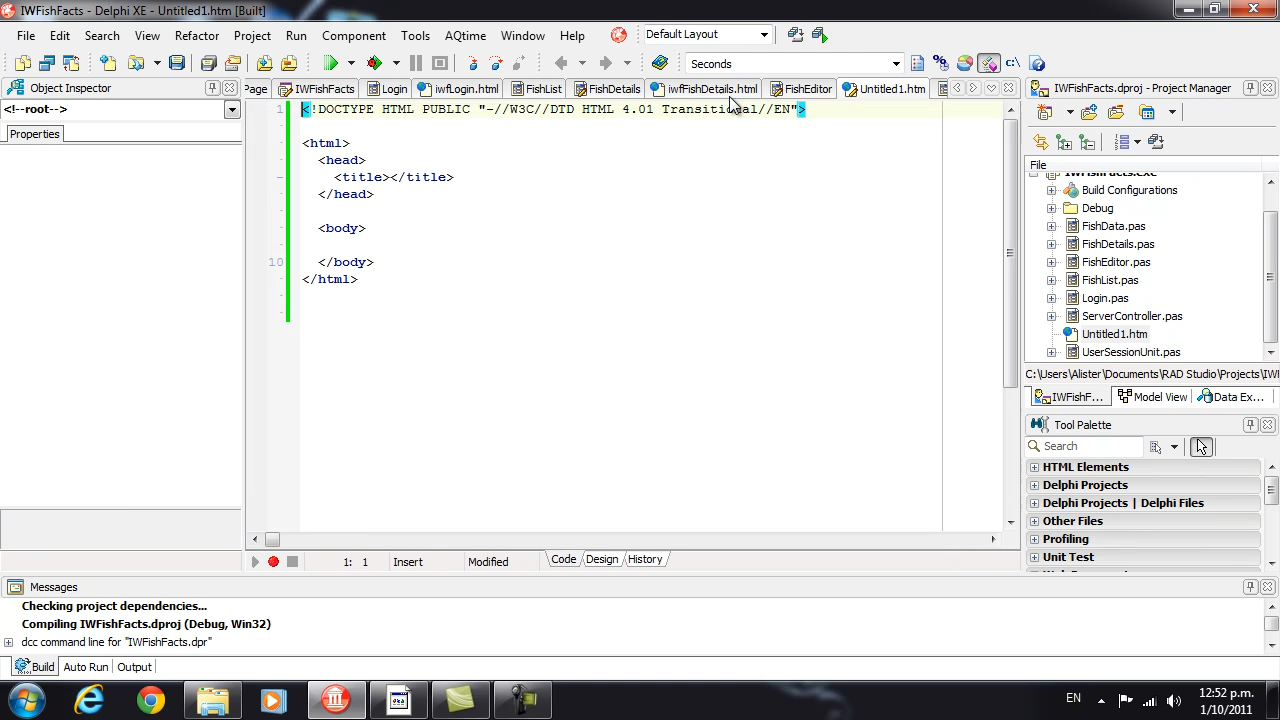 IWFishFacts - Delphi XE - Untitled1.htm [Built]
File Edit Search View Refactor Project Run Component Tools AQtime Window Help Default Layout
Seconds
Object Inspector
page IWFishFacts Login iwfLogin.html FishList FishDetails iwfFishDetails.html FishEditor Untitled1.htm
IWFishFacts.dproj - Project Manager
<!--root-->
Properties
1 <!DOCTYPE HTML PUBLIC "-//W3C//DTD HTML 4.01 Transitional//EN">
<html>
<head>
<title></title>
</head>
<body>
10 </body>
</html>
File
IWFishFacts.exe
Build Configurations
Debug
FishData.pas
FishDetails.pas
FishEditor.pas
FishList.pas
Login.pas
ServerController.pas
Untitled1.htm
UserSessionUnit.pas
C:\Users\Alister\Documents\RAD Studio\Projects\IWF
IWFishF... Model View Data Ex...
Tool Palette
Search
HTML Elements
Delphi Projects
Delphi Projects | Delphi Files
Other Files
Profiling
Unit Test
1: 1 Insert Modified Code Design History
Messages
Checking project dependencies...
Compiling IWFishFacts.dproj (Debug, Win32)
dcc command line for "IWFishFacts.dpr"
Build Auto Run Output
EN
12:52 p.m.
1/10/2011